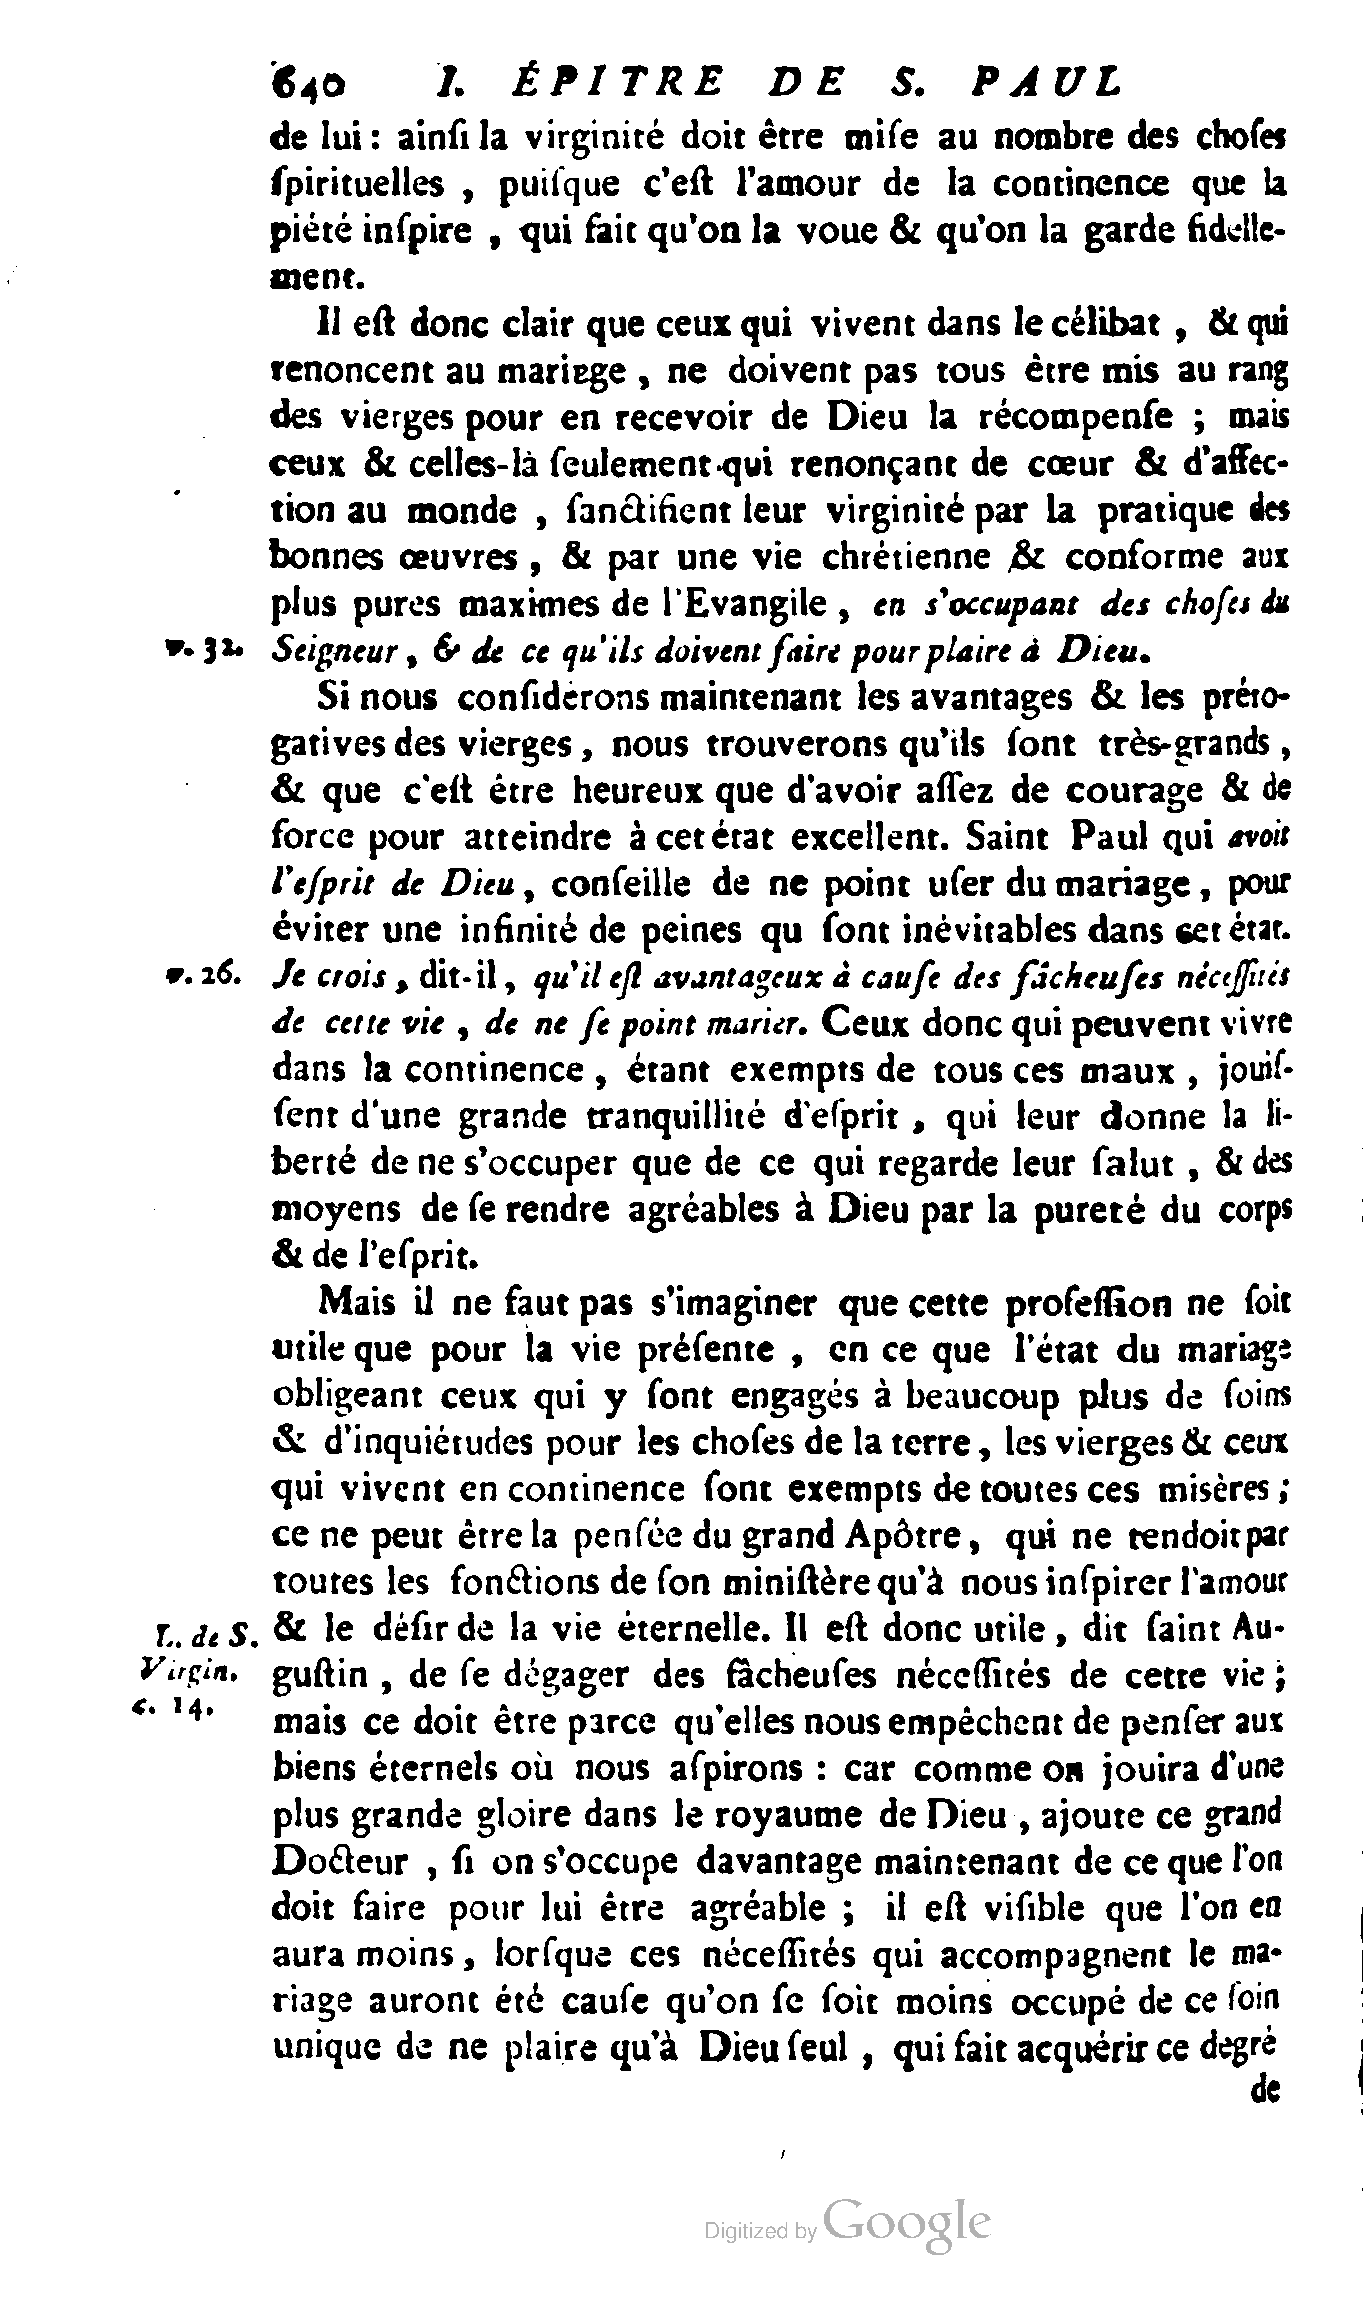 640 I. ÉPITRE DE S. PAUL
de lui : ainſi la virginité doit être miſe au nombre des choſes
ſpirituelles , puiſque c'eſt l'amour de la continence que la
piété inſpire , qui fait qu'on la voue & qu'on la garde fidelle-
ment.
Il eſt donc clair que ceux qui vivent dans le célibat , & qui
renoncent au mariage , ne doivent pas tous être mis au rang
des vierges pour en recevoir de Dieu la récompenſe ; mais
ceux & celles-là ſeulement qui renonçant de cœur & d'affec-
tion au monde , ſanctifient leur virginité par la pratique des
bonnes œuvres , & par une vie chrétienne & conforme aux
plus pures maximes de l'Evangile , en s'occupant des choſes du
v. 32. Seigneur , & de ce qu'ils doivent faire pour plaire à Dieu.
Si nous conſidérons maintenant les avantages & les préro-
gatives des vierges , nous trouverons qu'ils ſont très-grands ,
& que c'eſt être heureux que d'avoir aſſez de courage & de
force pour atteindre à cet état excellent. Saint Paul qui avoit
l'eſprit de Dieu , conſeille de ne point uſer du mariage , pour
éviter une infinité de peines qu ſont inévitables dans cet état.
v. 26. Je crois , dit-il , qu'il eſt avantageux à cauſe des fâcheuſes néceſſités
de cette vie , de ne ſe point marier. Ceux donc qui peuvent vivre
dans la continence , étant exempts de tous ces maux , jouiſ-
ſent d'une grande tranquillité d'eſprit , qui leur donne la li-
berté de ne s'occuper que de ce qui regarde leur ſalut , & des
moyens de ſe rendre agréables à Dieu par la pureté du corps
& de l'eſprit.
Mais il ne faut pas s'imaginer que cette profeſſion ne ſoit
utile que pour la vie préſente , en ce que l'état du mariage
obligeant ceux qui y ſont engagés à beaucoup plus de ſoins
& d'inquiétudes pour les choſes de la terre , les vierges & ceux
qui vivent en continence ſont exempts de toutes ces misères ;
ce ne peut être la penſée du grand Apôtre , qui ne tendoit par
toutes les fonctions de ſon miniſtère qu'à nous inſpirer l'amour
& le déſir de la vie éternelle. Il eſt donc utile , dit ſaint Au-
L. de S.
Virgin.
c. 14.
guſtin , de ſe dégager des fâcheuſes néceſſités de cette vie ;
mais ce doit être parce qu'elles nous empêchent de penſer aux
biens éternels où nous aſpirons : car comme on jouira d'une
plus grande gloire dans le royaume de Dieu , ajoute ce grand
Docteur , ſi on s'occupe davantage maintenant de ce que l'on
doit faire pour lui être agréable ; il eſt viſible que l'on en
aura moins , lorſque ces néceſſités qui accompagnent le ma-
riage auront été cauſe qu'on ſe ſoit moins occupé de ce ſoin
unique de ne plaire qu'à Dieu ſeul , qui fait acquérir ce degré
de
Digitized by Google